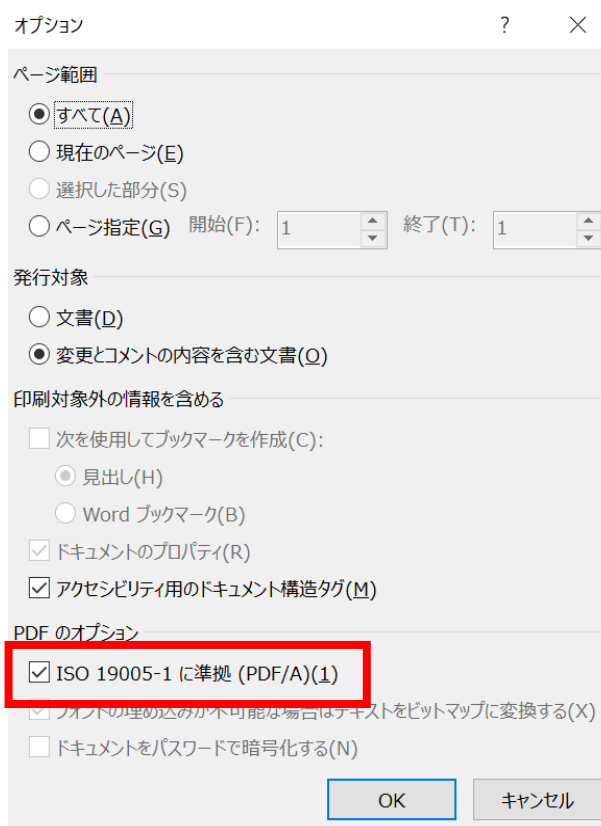 オプション ?
ページ範囲
すべて(A)
現在のページ(E)
選択した部分(S)
ページ指定(G) 開始(F): 1 終了(T): 1
発行対象
文書(D)
変更とコメントの内容を含む文書(O)
印刷対象外の情報を含める
次を使用してブックマークを作成(C):
見出し(H)
Word ブックマーク(B)
ドキュメントのプロパティ(R)
アクセシビリティ用のドキュメント構造タグ(M)
PDF のオプション
ISO 19005-1 に準拠 (PDF/A)(1)
フォントの埋め込みが不可能な場合はテキストをビットマップに変換する(X)
ドキュメントをパスワードで暗号化する(N)
OK キャンセル